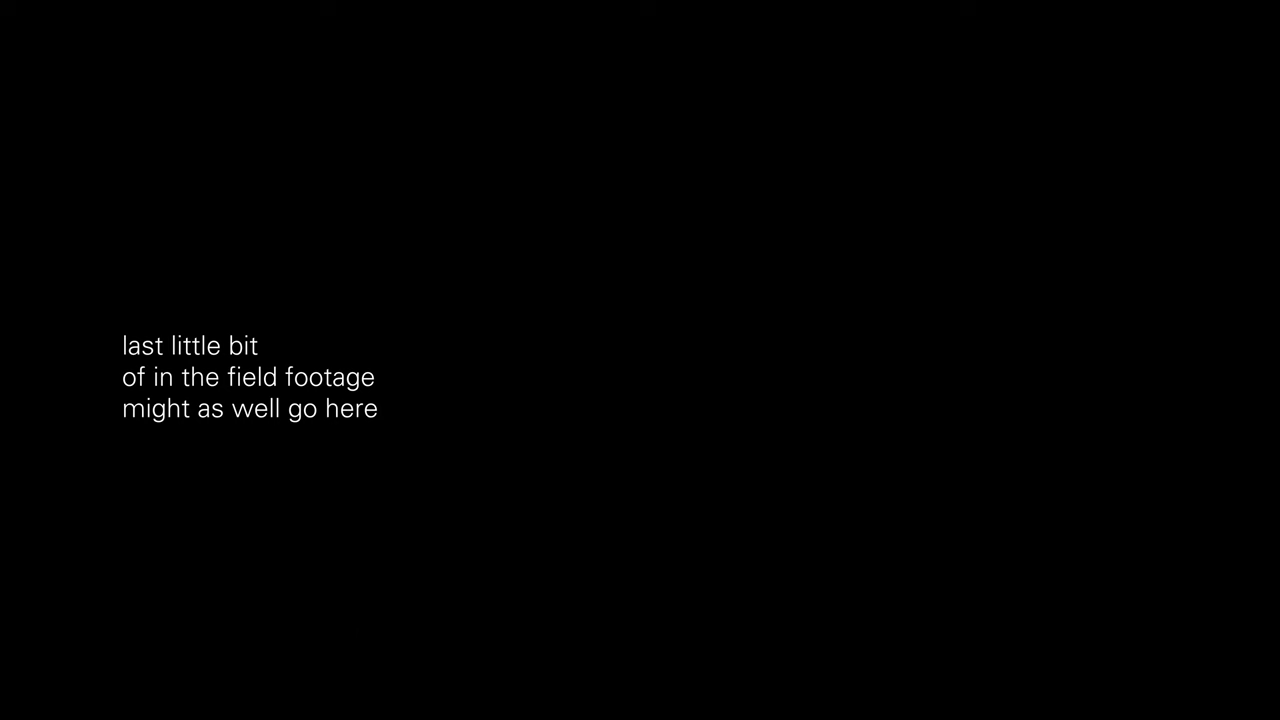 last little bit
of in the field footage
might as well go here